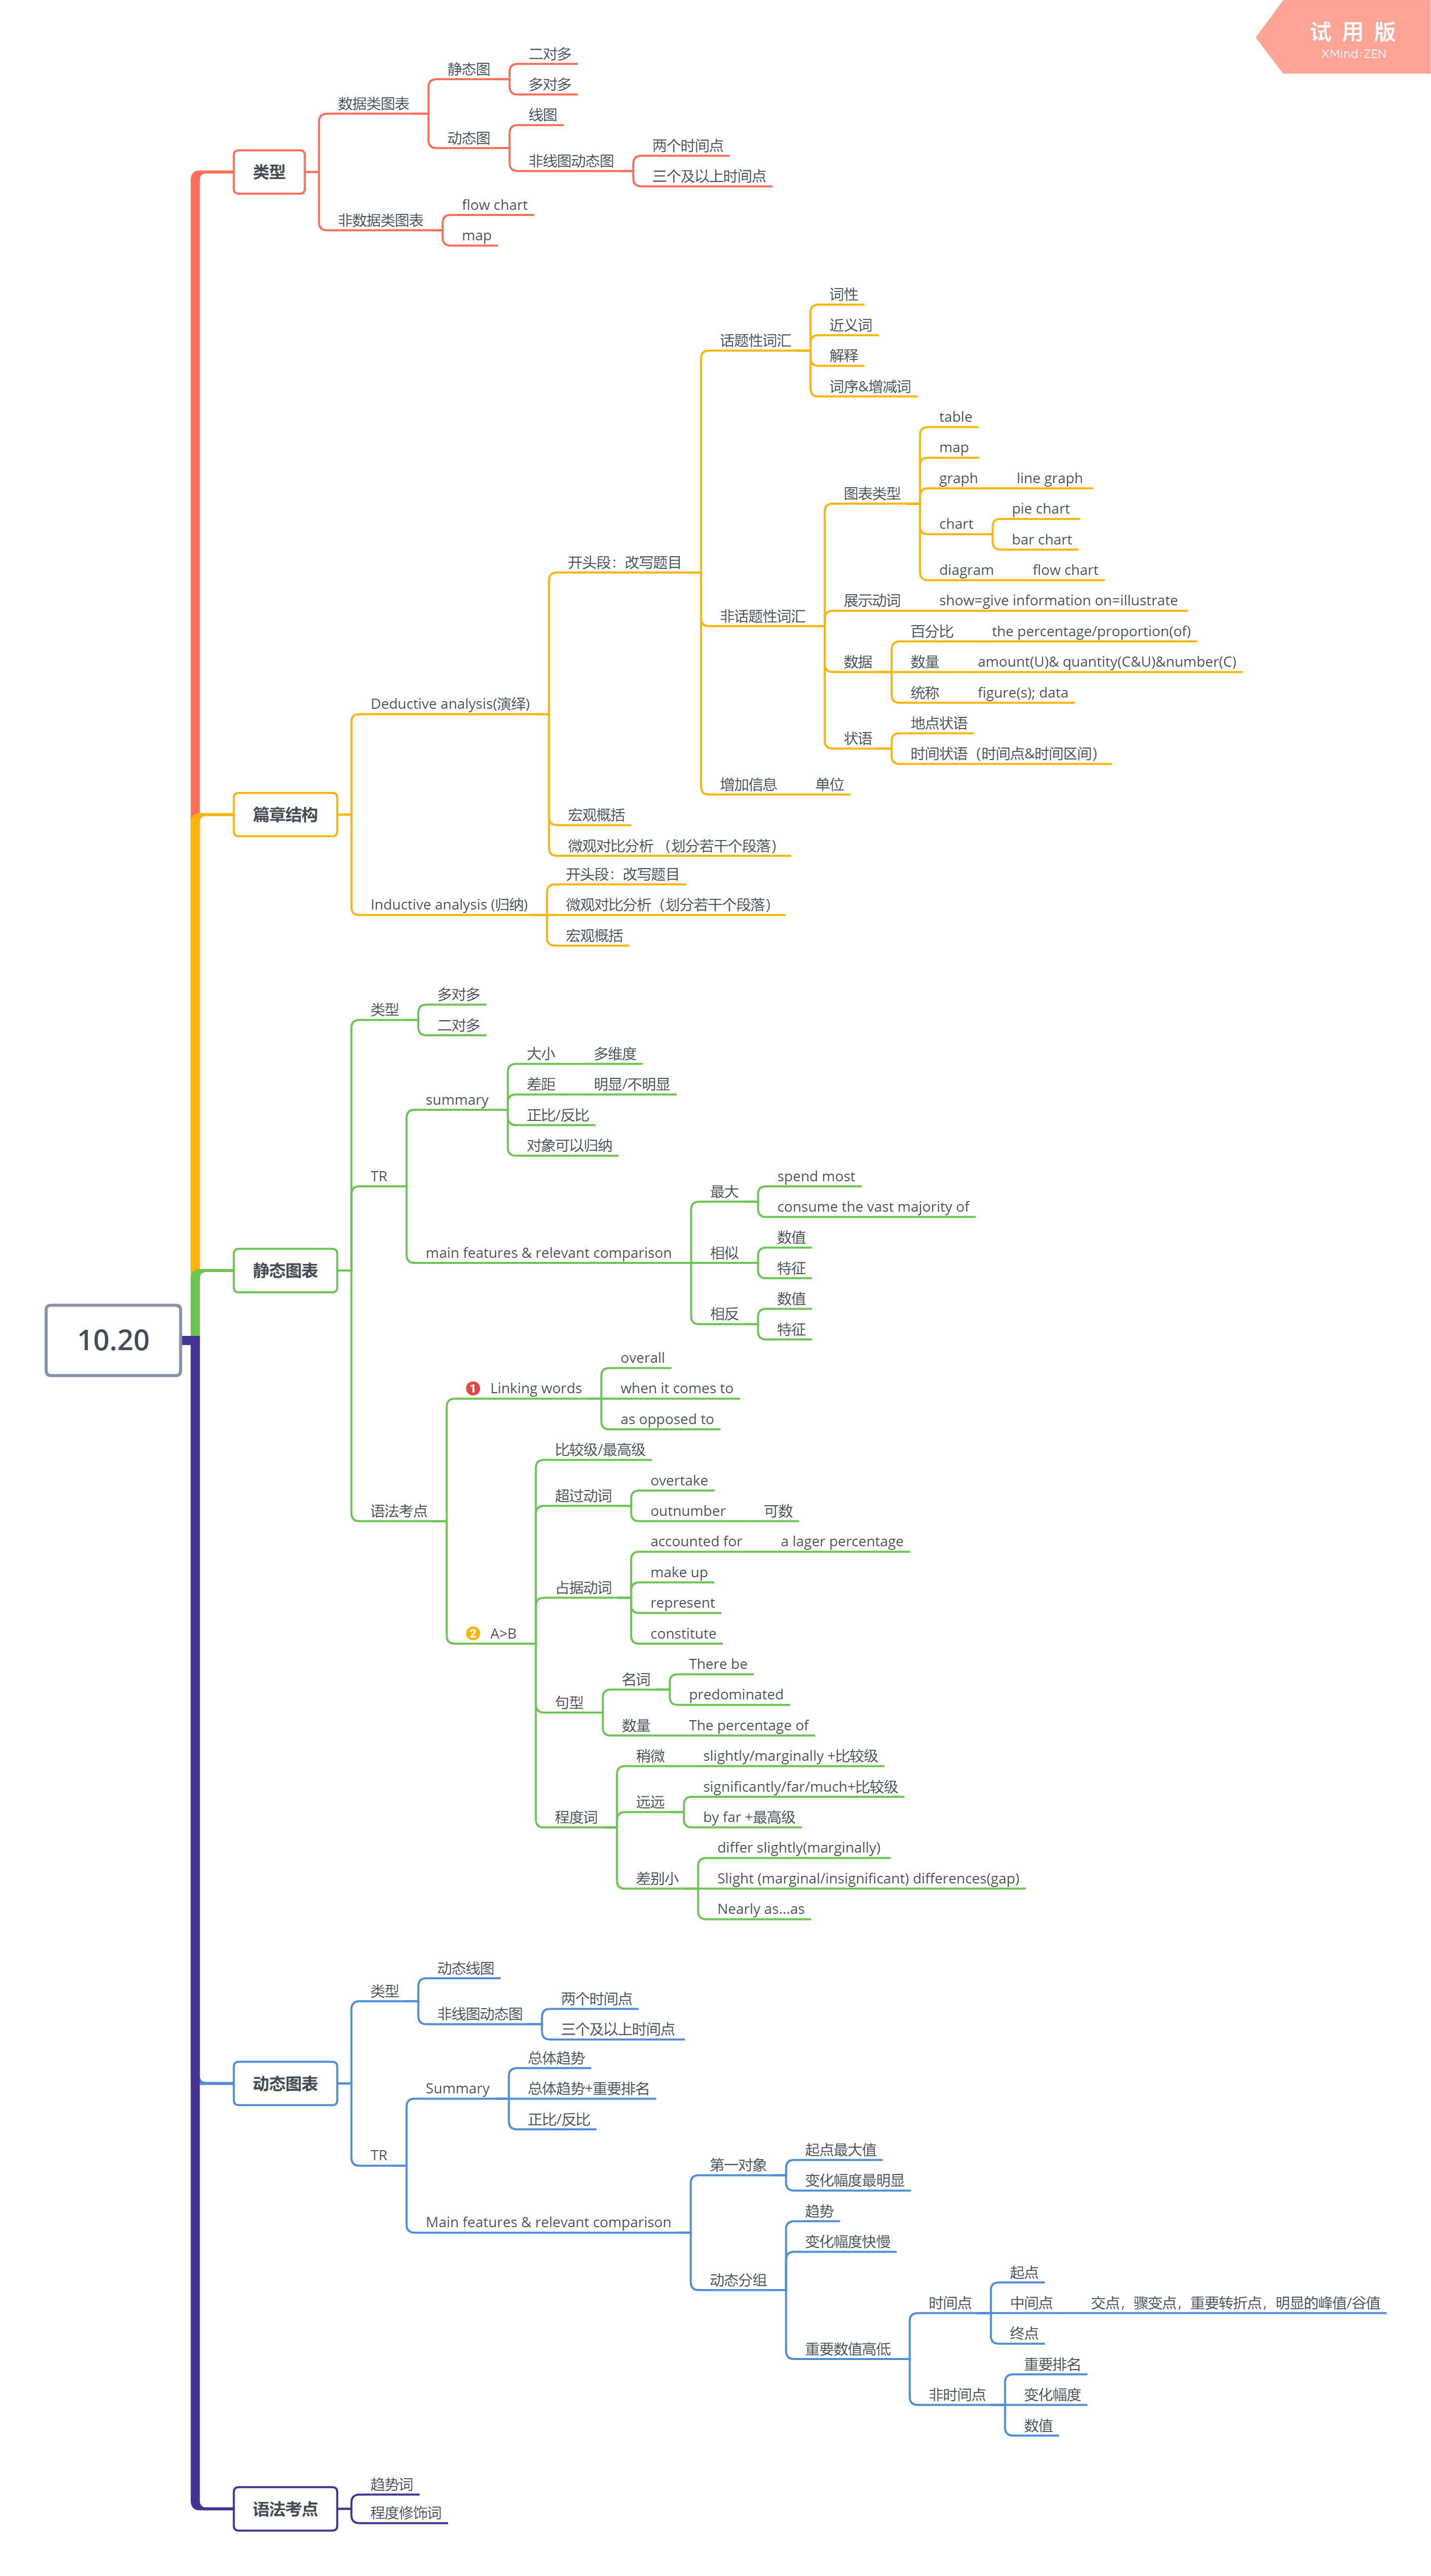 试 用 版
XMind:ZEN
10.20
类型
数据类图表
静态图
二对多
多对多
动态图
线图
非线图动态图
两个时间点
三个及以上时间点
非数据类图表
flow chart
map
篇章结构
Deductive analysis(演绎)
开头段：改写题目
话题性词汇
词性
近义词
解释
词序&增减词
非话题性词汇
图表类型
table
map
graph
line graph
chart
pie chart
bar chart
diagram
flow chart
展示动词
show=give information on=illustrate
数据
百分比
the percentage/proportion(of)
数量
amount(U)& quantity(C&U)&number(C)
统称
figure(s); data
状语
地点状语
时间状语（时间点&时间区间）
增加信息
单位
宏观概括
微观对比分析 （划分若干个段落）
Inductive analysis (归纳)
开头段：改写题目
微观对比分析（划分若干个段落）
宏观概括
静态图表
类型
多对多
二对多
TR
summary
大小
多维度
差距
明显/不明显
正比/反比
对象可以归纳
main features & relevant comparison
最大
spend most
consume the vast majority of
相似
数值
特征
相反
数值
特征
语法考点
1 Linking words
overall
when it comes to
as opposed to
2 A>B
比较级/最高级
超过动词
overtake
outnumber
可数
占据动词
accounted for
a lager percentage
make up
represent
constitute
句型
名词
There be
predominated
数量
The percentage of
程度词
稍微
slightly/marginally +比较级
远远
significantly/far/much+比较级
by far +最高级
差别小
differ slightly(marginally)
Slight (marginal/insignificant) differences(gap)
Nearly as...as
动态图表
类型
动态线图
非线图动态图
两个时间点
三个及以上时间点
TR
Summary
总体趋势
总体趋势+重要排名
正比/反比
Main features & relevant comparison
第一对象
起点最大值
变化幅度最明显
动态分组
趋势
变化幅度快慢
重要数值高低
时间点
起点
中间点
交点，骤变点，重要转折点，明显的峰值/谷值
终点
非时间点
重要排名
变化幅度
数值
语法考点
趋势词
程度修饰词